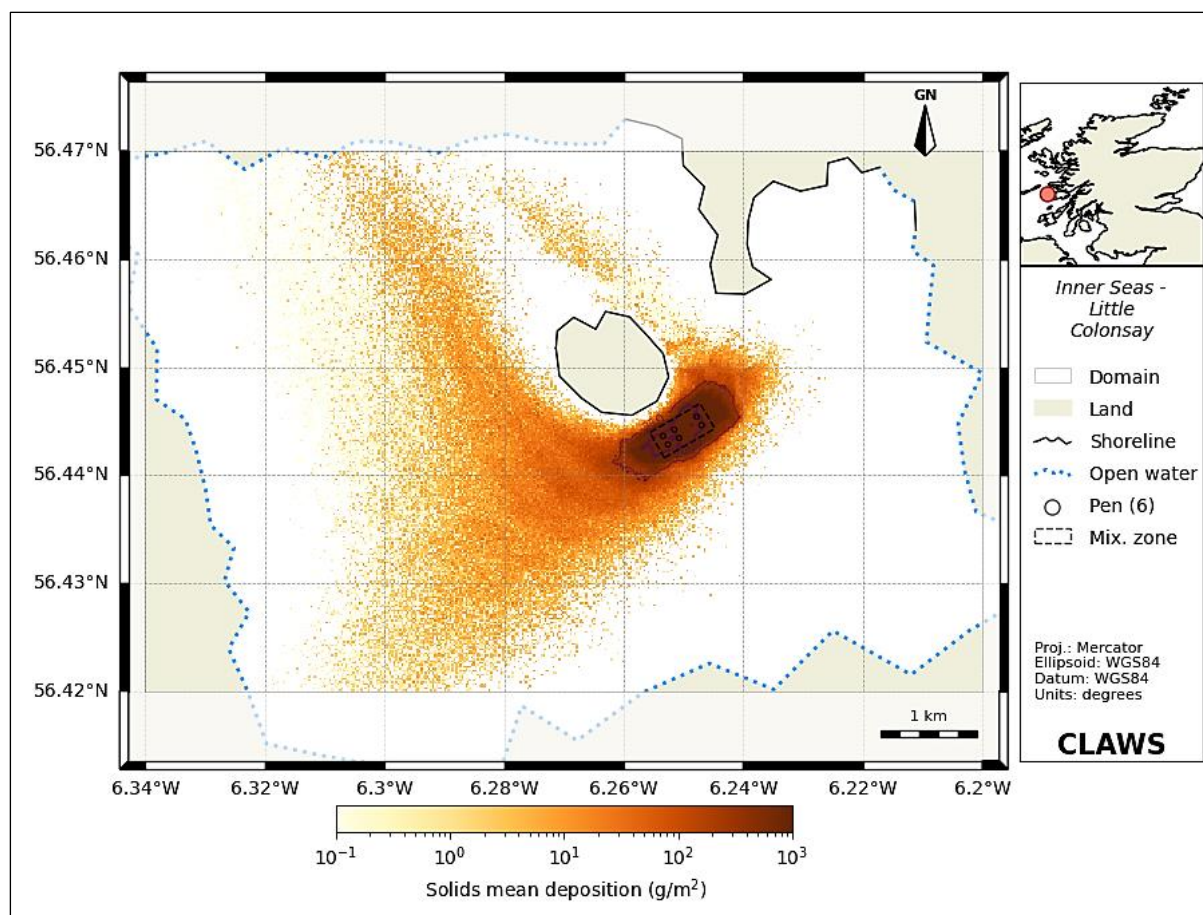 GN
56.47°N
56.46°N
56.45°N
56.44°N
56.43°N
56.42°N
6.34°W
6.32°W
6.3°W
6.28°W
6.26°W
6.24°W
6.22°W
6.2°W
1 km
10⁻¹
10⁰
10¹
10²
10³
Solids mean deposition (g/m²)
Inner Seas -
Little
Colonsay
Domain
Land
Shoreline
Open water
Pen (6)
Mix. zone
Proj.: Mercator
Ellipsoid: WGS84
Datum: WGS84
Units: degrees
CLAWS